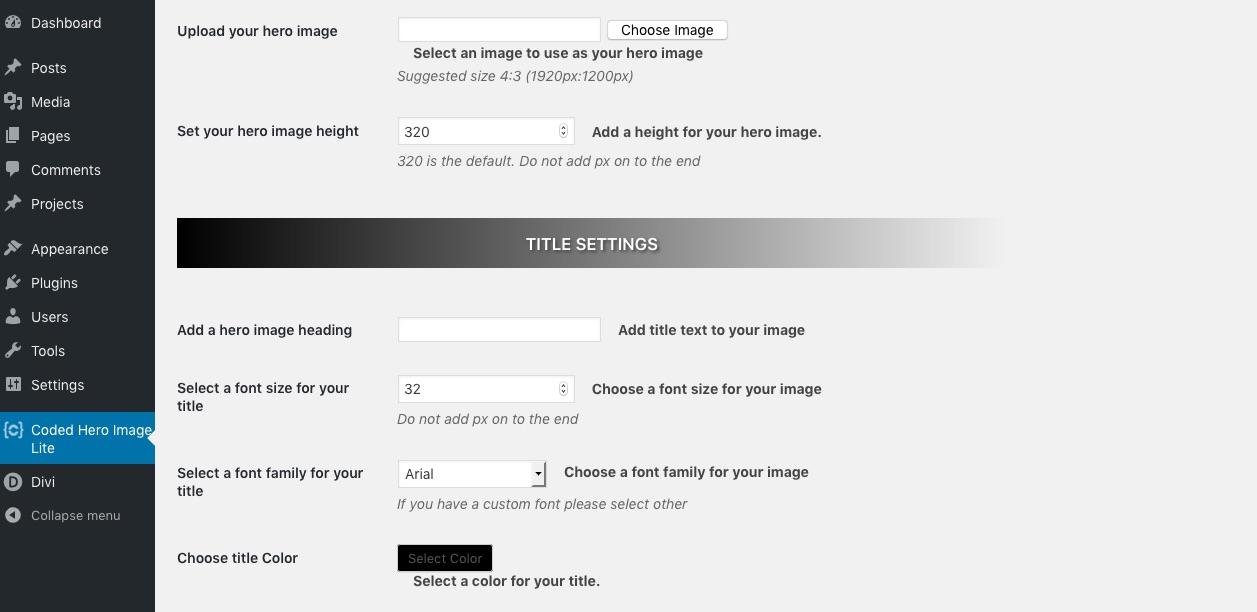 Dashboard
Posts
Media
Pages
Comments
Projects
Appearance
Plugins
Users
Tools
Settings
Coded Hero Image
Lite
Divi
Collapse menu
Upload your hero image
Choose Image
Select an image to use as your hero image
Suggested size 4:3 (1920px:1200px)
Set your hero image height
320
Add a height for your hero image.
320 is the default. Do not add px on to the end
TITLE SETTINGS
Add a hero image heading
Add title text to your image
Select a font size for your
title
32
Choose a font size for your image
Do not add px on to the end
Select a font family for your
title
Arial
Choose a font family for your image
If you have a custom font please select other
Choose title Color
Select Color
Select a color for your title.